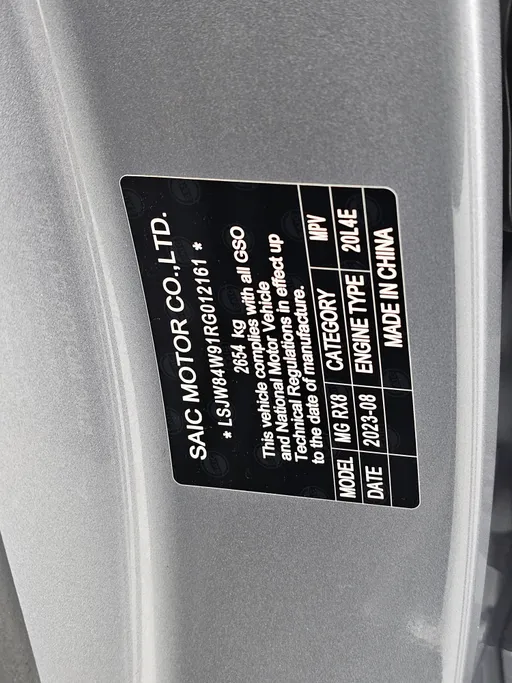 SAIC MOTOR CO.,LTD.
* LSJW84W91RG012161 *
2654 kg
This vehicle complies with all GSO
and National Motor Vehicle
Technical Regulations in effect up
to the date of manufacture.
MODEL MG RX8 CATEGORY MPV
DATE 2023-08 ENGINE TYPE 20L4E
MADE IN CHINA